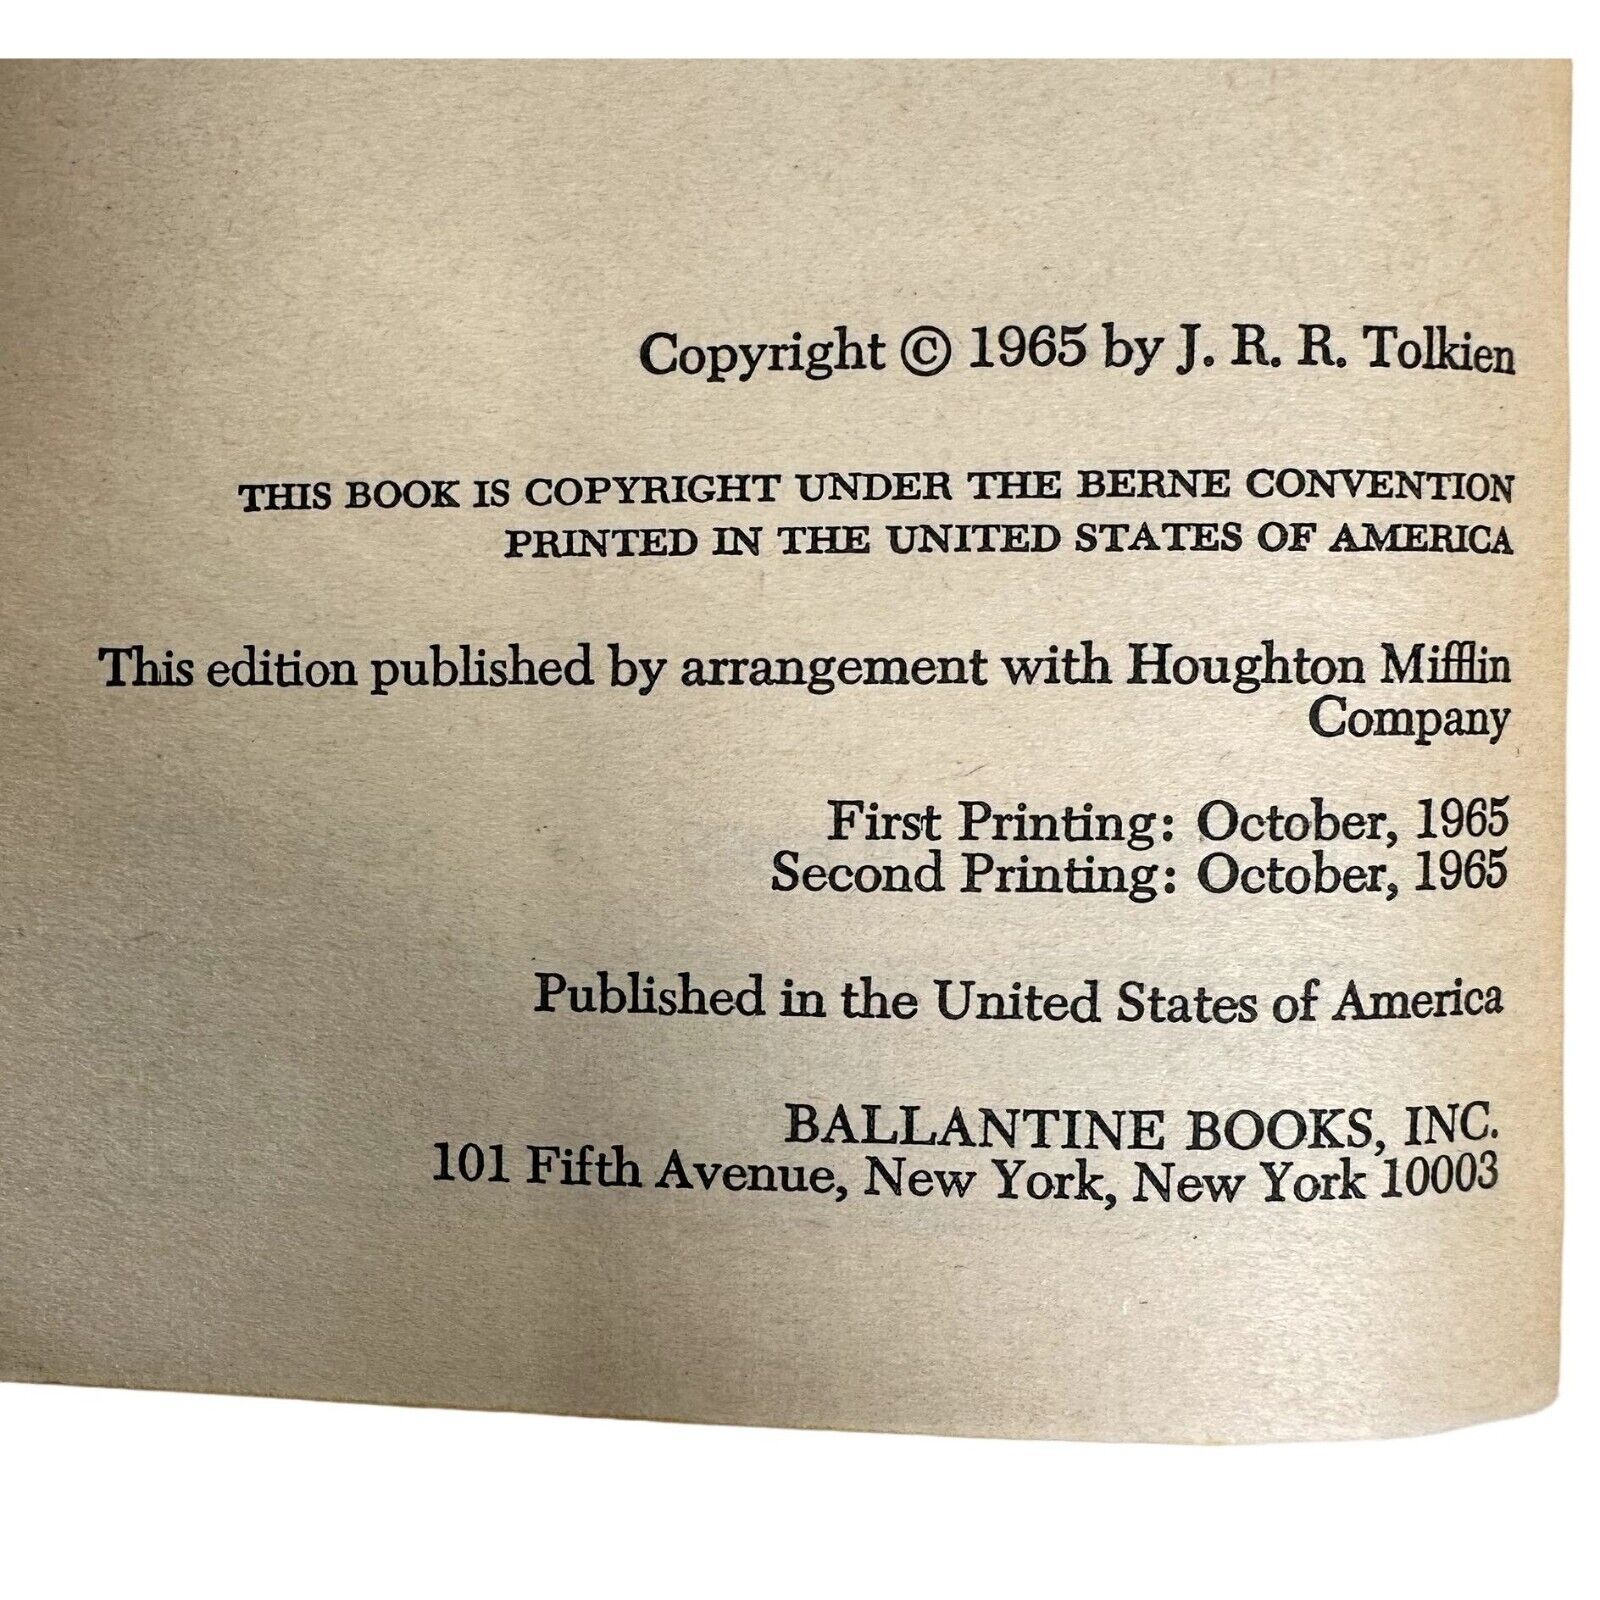 Copyright © 1965 by J. R. R. Tolkien
THIS BOOK IS COPYRIGHT UNDER THE BERNE CONVENTION
PRINTED IN THE UNITED STATES OF AMERICA
This edition published by arrangement with Houghton Mifflin
Company
First Printing: October, 1965
Second Printing: October, 1965
Published in the United States of America
BALLANTINE BOOKS, INC.
101 Fifth Avenue, New York, New York 10003